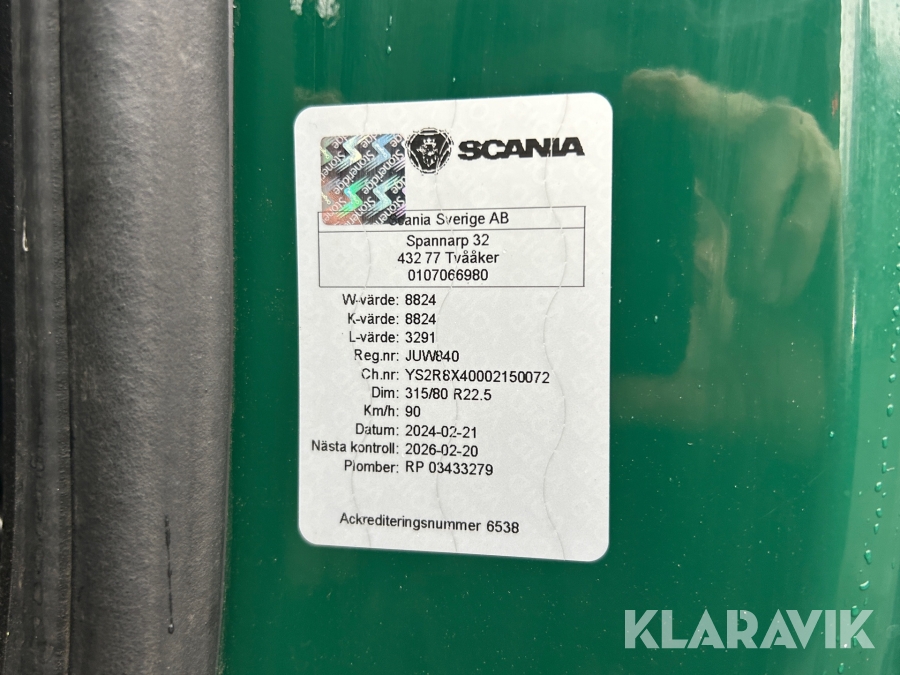 Stoneridge
SCANIA
Scania Sverige AB
Spannarp 32
432 77 Tvååker
0107066980
W-värde: 8824
K-värde: 8824
L-värde: 3291
Reg.nr: JUW840
Ch.nr: YS2R8X40002150072
Dim: 315/80 R22.5
Km/h: 90
Datum: 2024-02-21
Nästa kontroll: 2026-02-20
Plomber: RP 03433279
Ackrediteringsnummer 6538
KLARAVIK